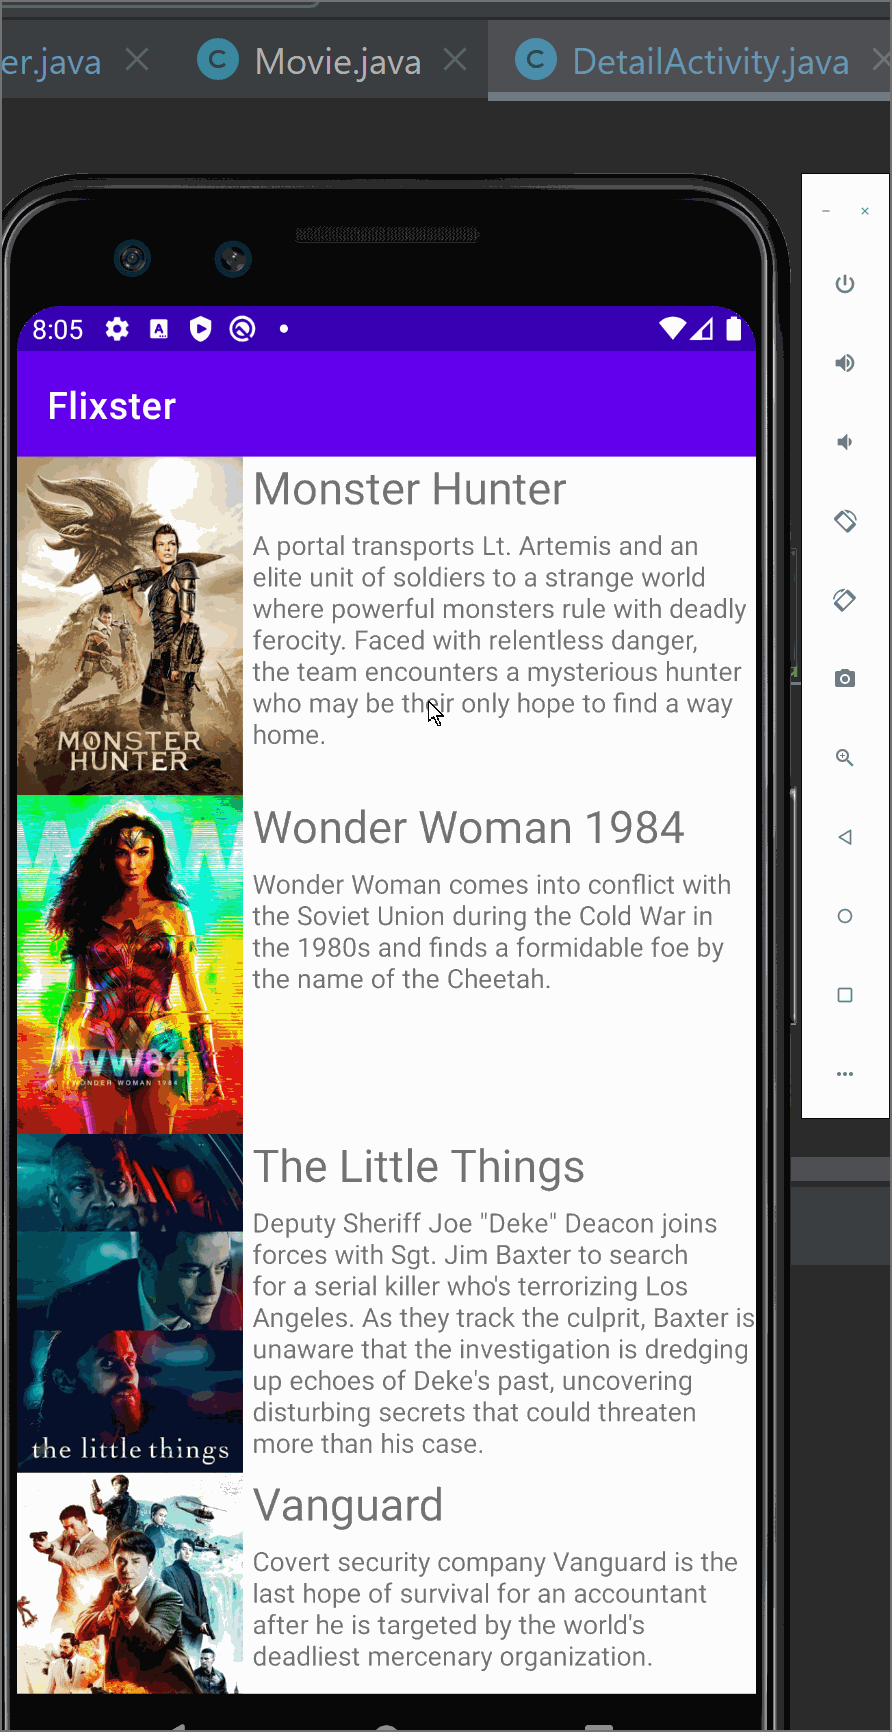 er.java
Movie.java
DetailActivity.java
8:05
Flixster
Monster Hunter
A portal transports Lt. Artemis and an
elite unit of soldiers to a strange world
where powerful monsters rule with deadly
ferocity. Faced with relentless danger,
the team encounters a mysterious hunter
who may be their only hope to find a way
home.
MONSTER
HUNTER
Wonder Woman 1984
Wonder Woman comes into conflict with
the Soviet Union during the Cold War in
the 1980s and finds a formidable foe by
the name of the Cheetah.
WW
WW84
WONDER WOMAN 1984
The Little Things
Deputy Sheriff Joe "Deke" Deacon joins
forces with Sgt. Jim Baxter to search
for a serial killer who's terrorizing Los
Angeles. As they track the culprit, Baxter is
unaware that the investigation is dredging
up echoes of Deke's past, uncovering
disturbing secrets that could threaten
more than his case.
the little things
Vanguard
Covert security company Vanguard is the
last hope of survival for an accountant
after he is targeted by the world's
deadliest mercenary organization.